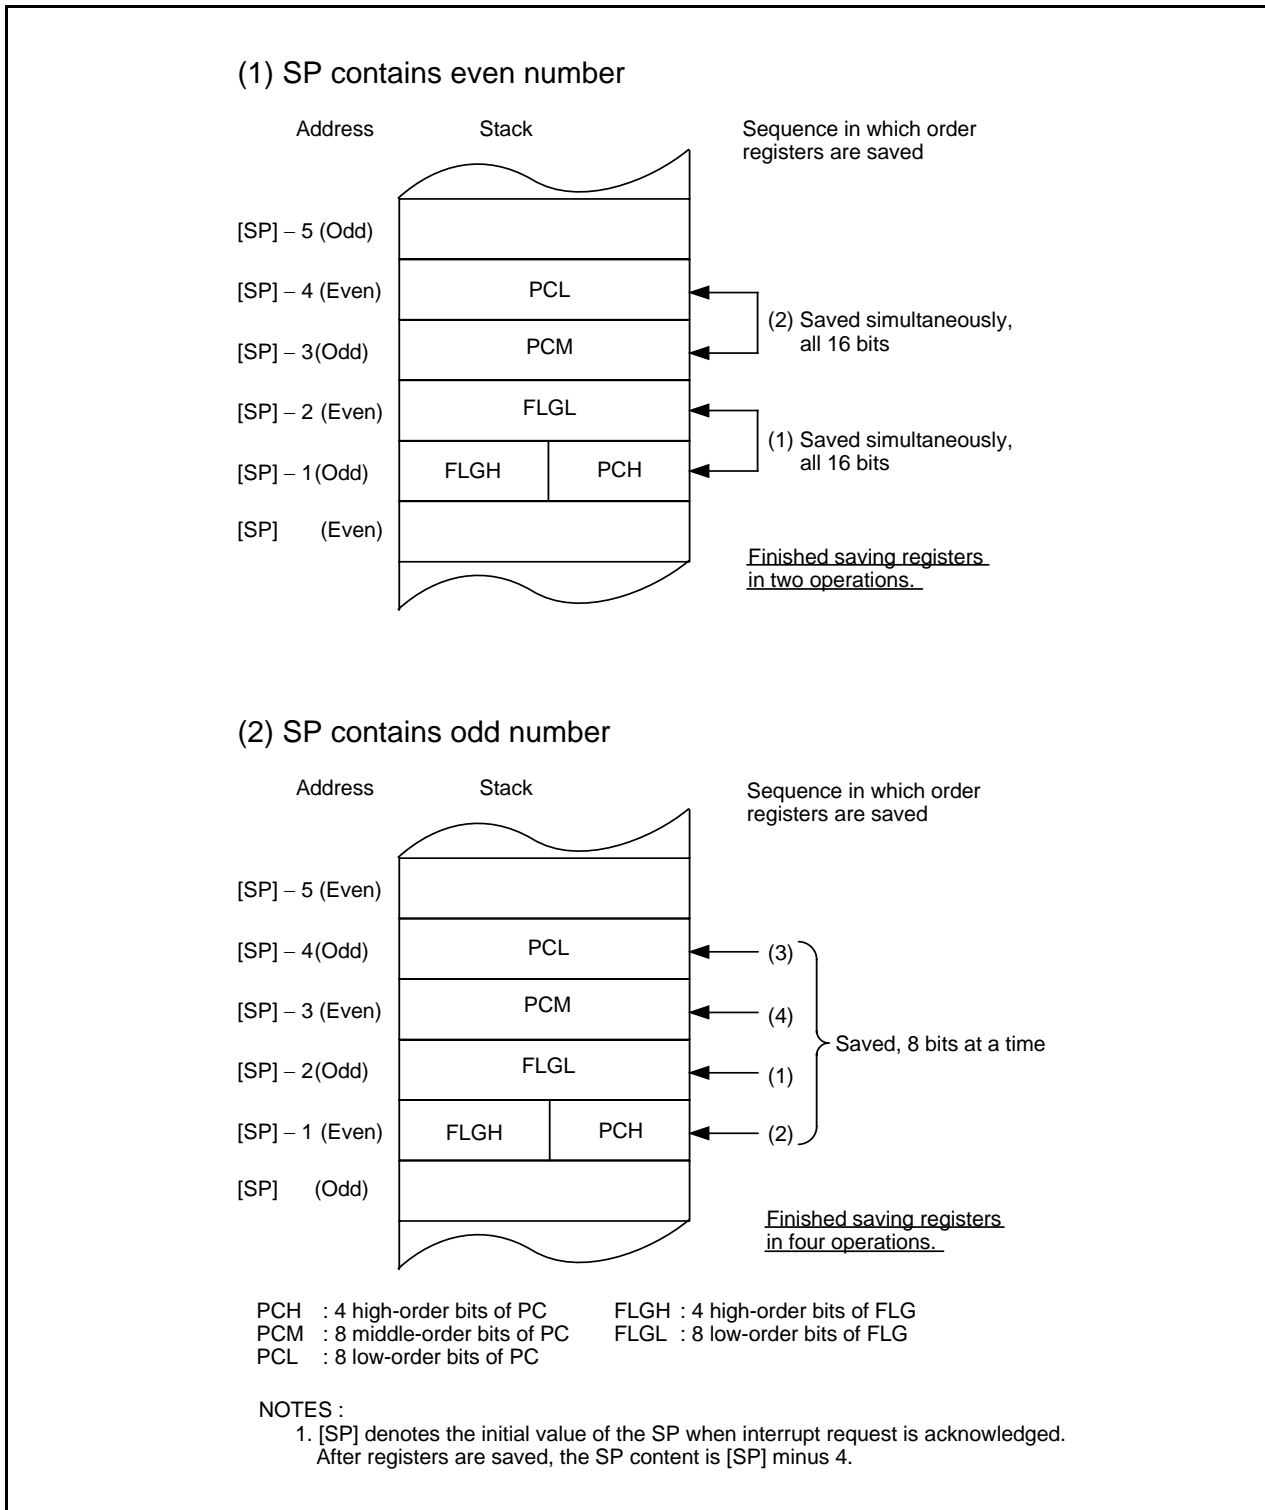 (1) SP contains even number
Address Stack Sequence in which order
registers are saved
[SP] – 5 (Odd)
[SP] – 4 (Even) PCL
(2) Saved simultaneously,
all 16 bits
[SP] – 3(Odd) PCM
[SP] – 2 (Even) FLGL
(1) Saved simultaneously,
all 16 bits
[SP] – 1(Odd) FLGH PCH
[SP] (Even)
Finished saving registers
in two operations.
(2) SP contains odd number
Address Stack Sequence in which order
registers are saved
[SP] – 5 (Even)
[SP] – 4(Odd) PCL (3)
[SP] – 3 (Even) PCM (4)
Saved, 8 bits at a time
[SP] – 2(Odd) FLGL (1)
[SP] – 1 (Even) FLGH PCH (2)
[SP] (Odd)
Finished saving registers
in four operations.
PCH : 4 high-order bits of PC FLGH : 4 high-order bits of FLG
PCM : 8 middle-order bits of PC FLGL : 8 low-order bits of FLG
PCL : 8 low-order bits of PC
NOTES :
1. [SP] denotes the initial value of the SP when interrupt request is acknowledged.
After registers are saved, the SP content is [SP] minus 4.